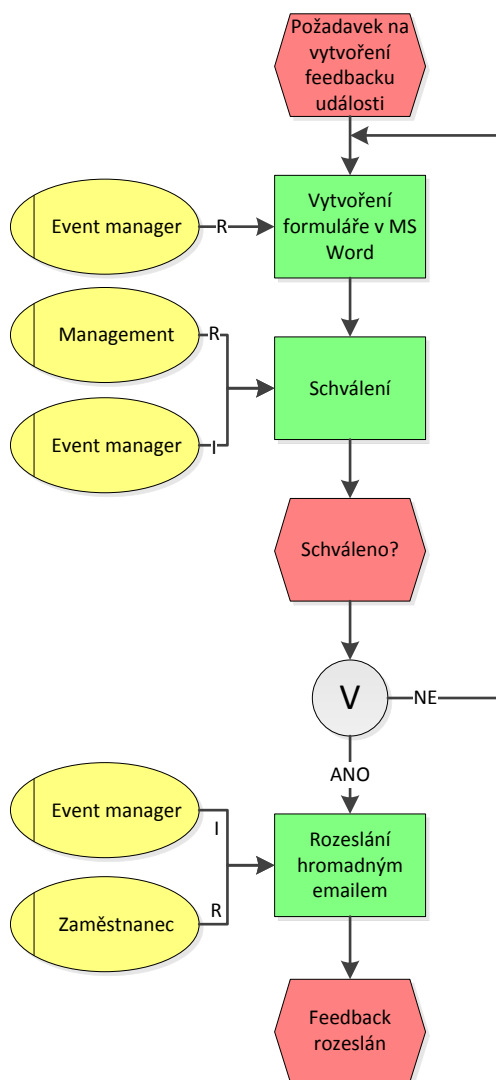 Požadavek na
vytvoření
feedbacku
události
Event manager
R
Vytvoření
formuláře v MS
Word
Management
R
Schválení
Event manager
I
Schváleno?
V
NE
ANO
Event manager
I
Rozeslání
hromadným
emailem
Zaměstnanec
R
Feedback
rozeslán